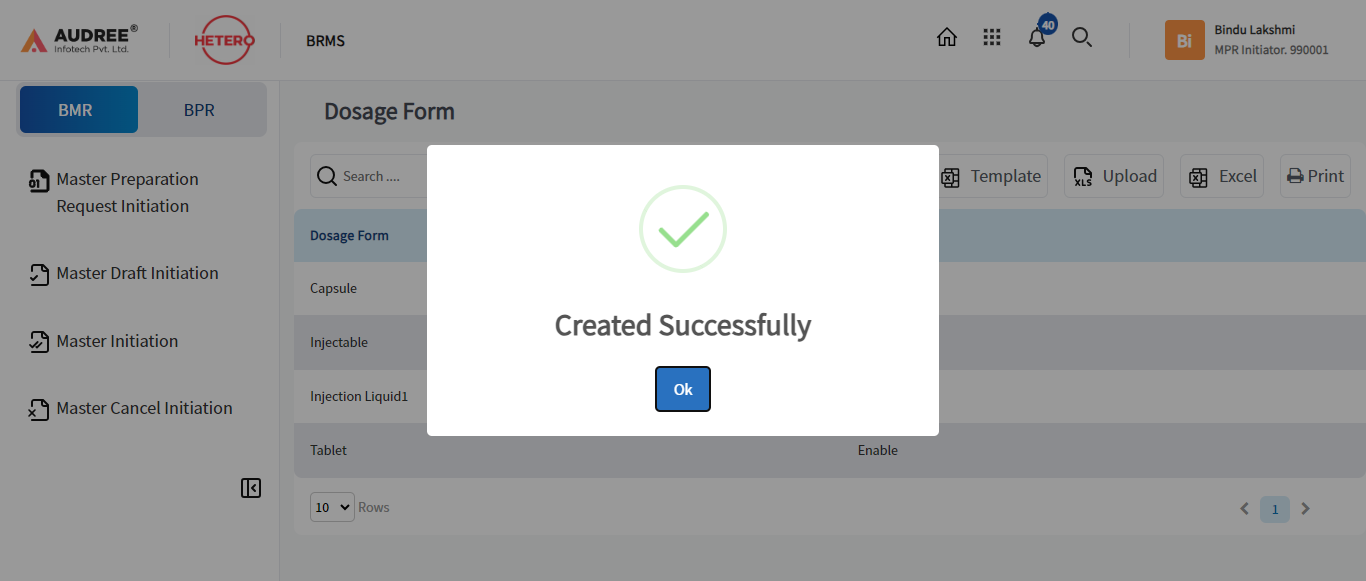 AUDREE®
Infotech Pvt. Ltd.
HETERO
BRMS
40
Bi
Bindu Lakshmi
MPR Initiator. 990001
BMR
BPR
Dosage Form
Master Preparation
Request Initiation
Master Draft Initiation
Master Initiation
Master Cancel Initiation
Search ....
Template
XLS
Upload
Excel
Print
Dosage Form
Capsule
Injectable
Injection Liquid1
Tablet
Enable
Created Successfully
Ok
10
Rows
1